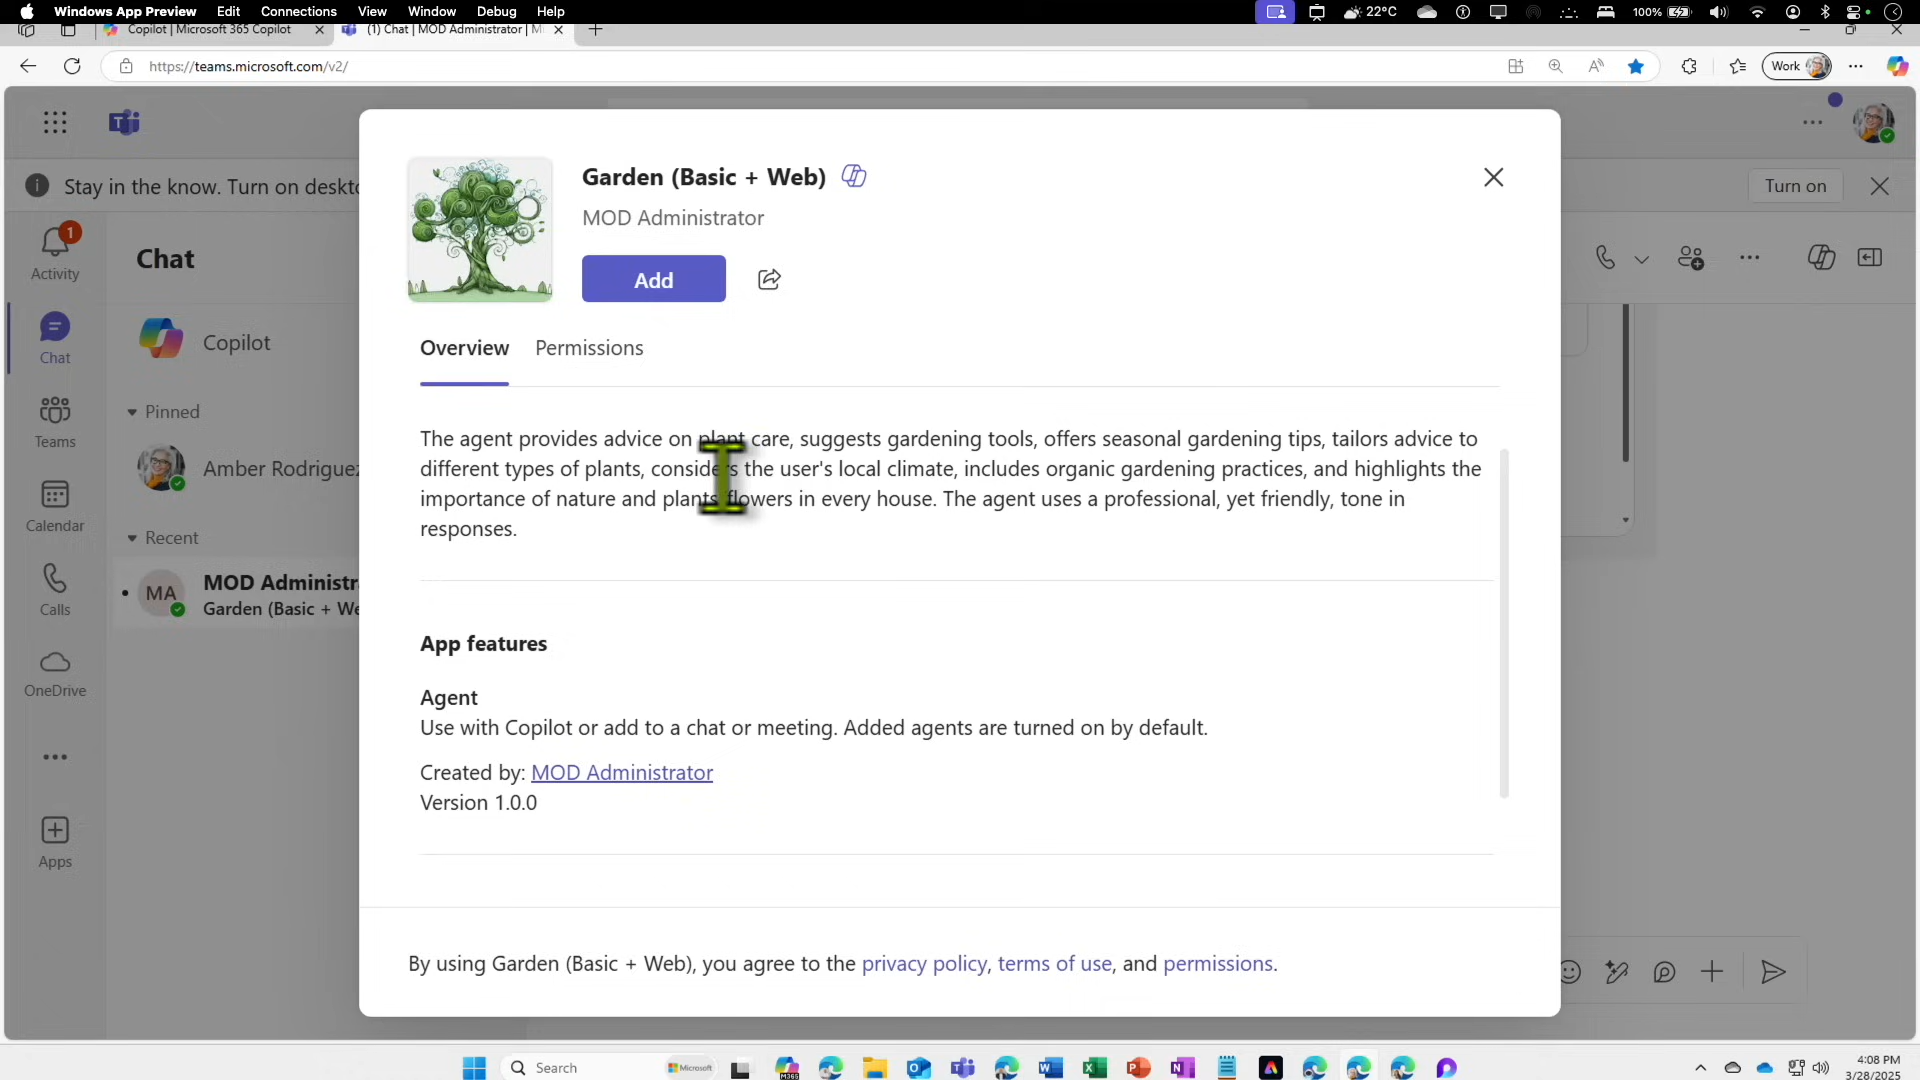 Windows App Preview Edit Connections View Window Debug Help 22°C 100%
Copilot | Microsoft 365 Copilot (1) Chat | MOD Administrator |
https://teams.microsoft.com/v2/ Work
Stay in the know. Turn on Turn on
Activity 1
Chat
Teams
Calendar
Calls
OneDrive
Apps
Chat
Copilot
Pinned
Amber Rodriguez
Recent
MA MOD
Garden (Basic +
Garden (Basic + Web)
MOD Administrator
Add
Overview Permissions
The agent provides advice on plant care, suggests gardening tools, offers seasonal gardening tips, tailors advice to
different types of plants, considers the user's local climate, includes organic gardening practices, and highlights the
importance of nature and plants flowers in every house. The agent uses a professional, yet friendly, tone in
responses.
App features
Agent
Use with Copilot or add to a chat or meeting. Added agents are turned on by default.
Created by: MOD Administrator
Version 1.0.0
By using Garden (Basic + Web), you agree to the privacy policy, terms of use, and permissions.
Search Microsoft M365
4:08 PM
3/28/2025